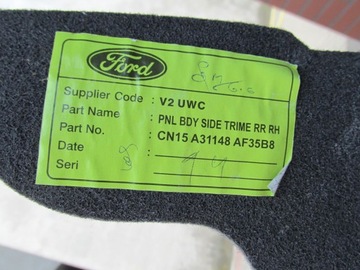 Ford
Supplier Code : V2 UWC
Part Name : PNL BDY SIDE TRIME RR RH
Part No. : CN15 A31148 AF35B8
Date :
Seri :